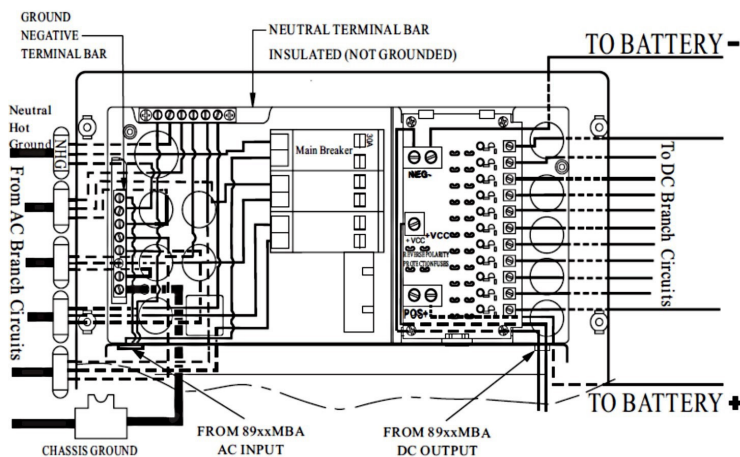 GROUND
NEGATIVE
TERMINAL BAR
NEUTRAL TERMINAL BAR
INSULATED (NOT GROUNDED)
TO BATTERY -
Neutral
Hot
Ground
NHG
Main Breaker
30A
NEG-
+VCC
+ VCC
REVERSE POLARITY
PROTECTION FUSES
POS+
From AC Branch Circuits
To DC Branch Circuits
TO BATTERY +
CHASSIS GROUND
FROM 89xxMBA
AC INPUT
FROM 89xxMBA
DC OUTPUT